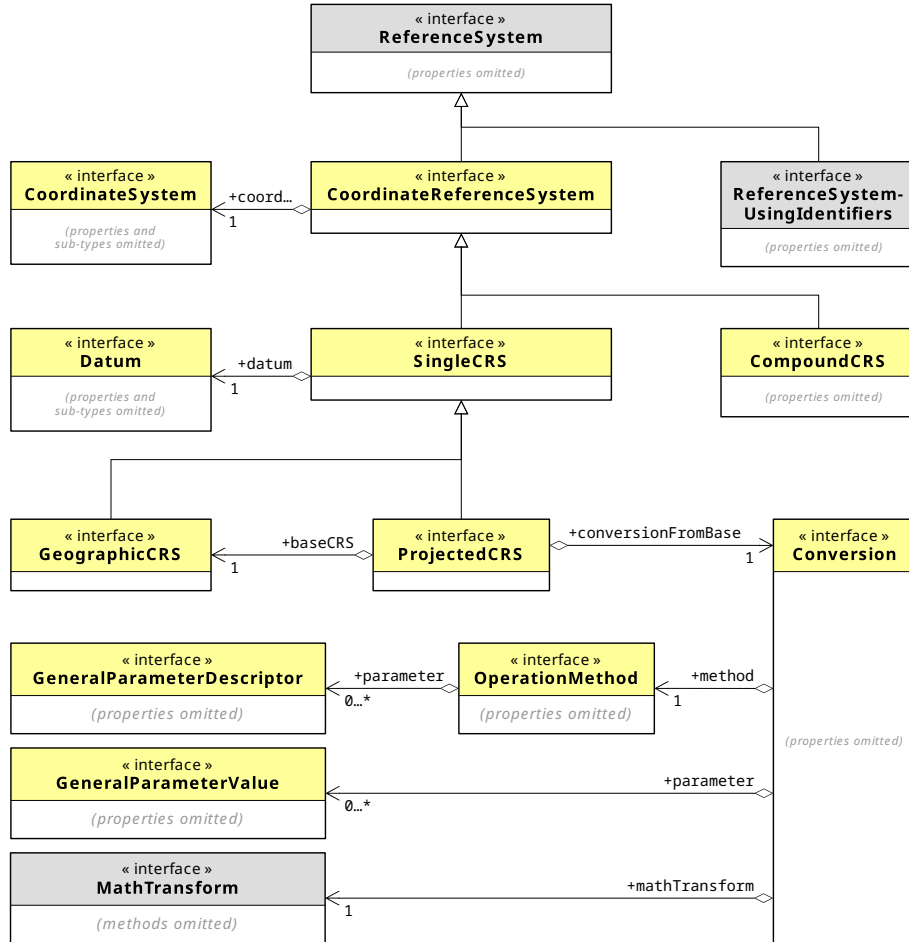 « interface »
ReferenceSystem
(properties omitted)
« interface »
CoordinateSystem
(properties and
sub-types omitted)
+coord…
1
« interface »
CoordinateReferenceSystem
« interface »
ReferenceSystem-
UsingIdentifiers
(properties omitted)
« interface »
Datum
(properties and
sub-types omitted)
+datum
1
« interface »
SingleCRS
« interface »
CompoundCRS
(properties omitted)
« interface »
GeographicCRS
+baseCRS
1
« interface »
ProjectedCRS
+conversionFromBase
1
« interface »
Conversion
(properties omitted)
« interface »
GeneralParameterDescriptor
(properties omitted)
+parameter
0…*
« interface »
OperationMethod
(properties omitted)
+method
1
« interface »
GeneralParameterValue
(properties omitted)
+parameter
0…*
« interface »
MathTransform
(methods omitted)
+mathTransform
1